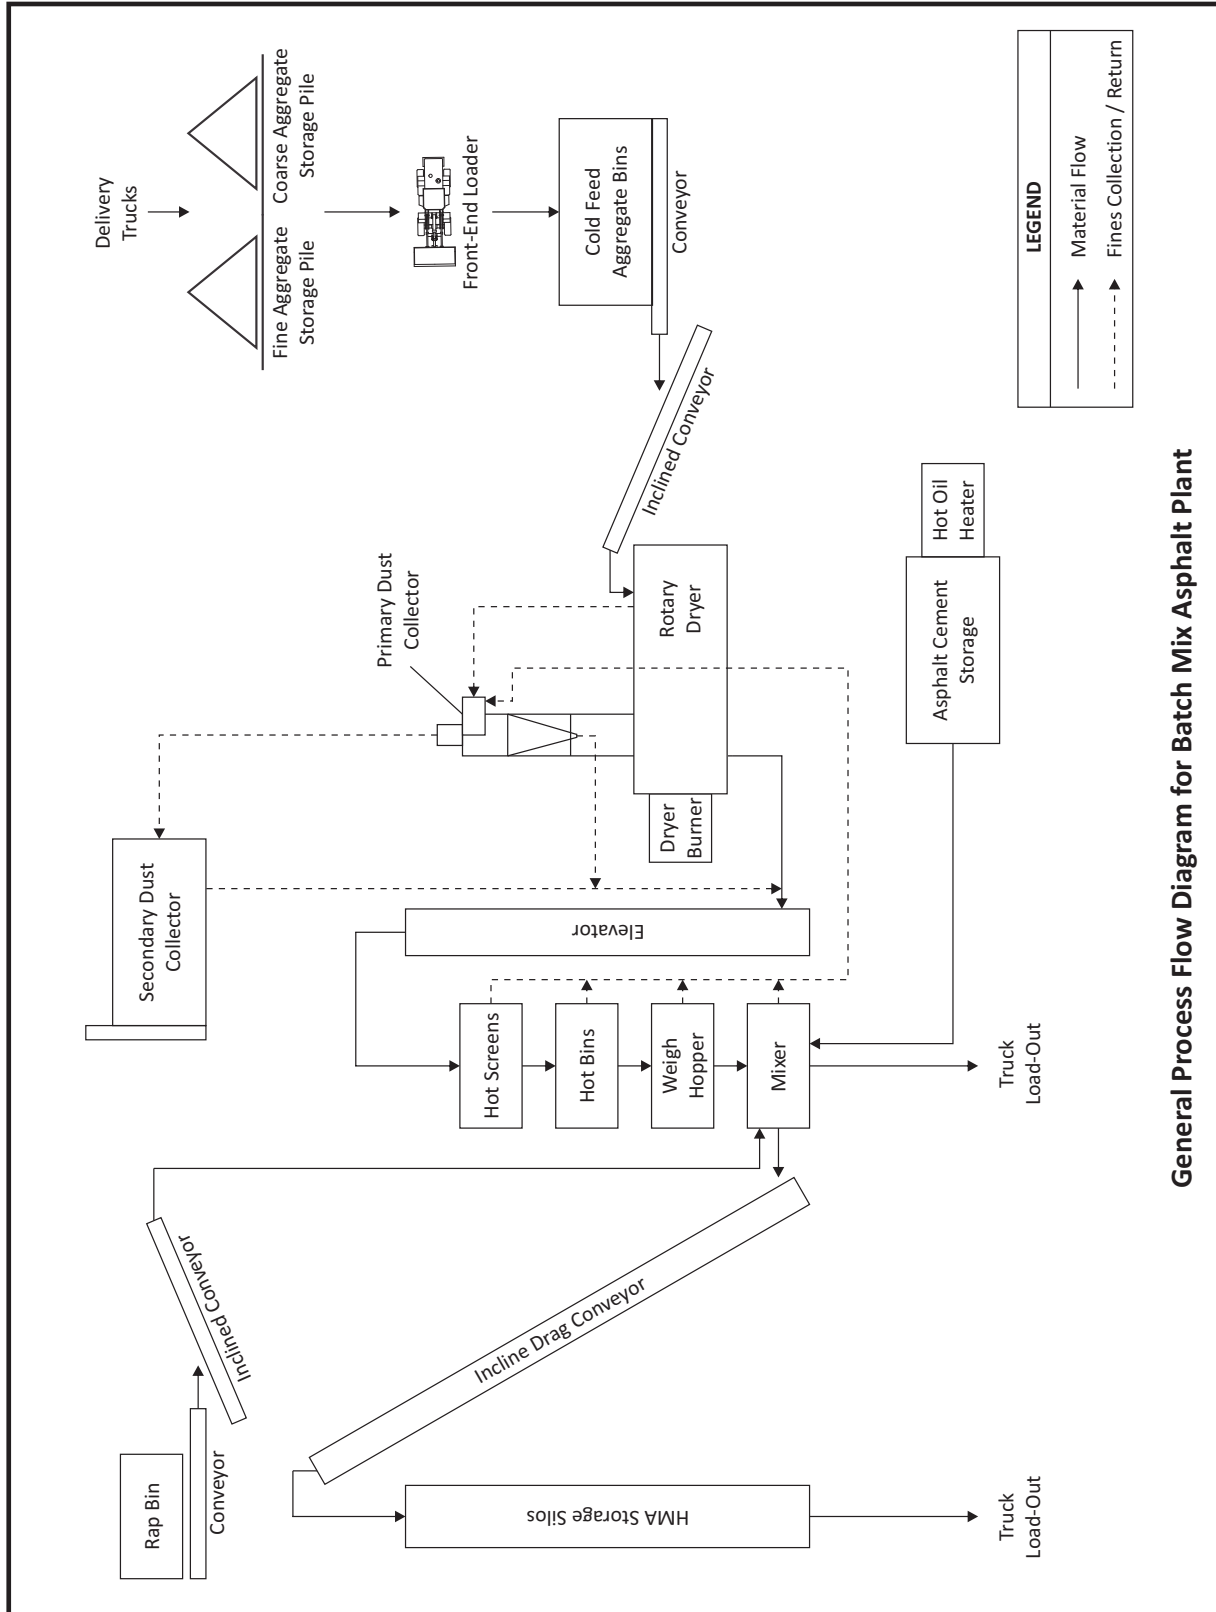 Delivery
Trucks
Fine Aggregate
Storage Pile
Coarse Aggregate
Storage Pile
Front-End Loader
Cold Feed
Aggregate Bins
Conveyor
Inclined Conveyor
Primary Dust
Collector
Rotary
Dryer
Dryer
Burner
Secondary Dust
Collector
Elevator
Hot Screens
Hot Bins
Weigh
Hopper
Mixer
Truck
Load-Out
Asphalt Cement
Storage
Hot Oil
Heater
Rap Bin
Conveyor
Inclined Conveyor
Incline Drag Conveyor
HMA Storage Silos
Truck
Load-Out
LEGEND
Material Flow
Fines Collection / Return
General Process Flow Diagram for Batch Mix Asphalt Plant